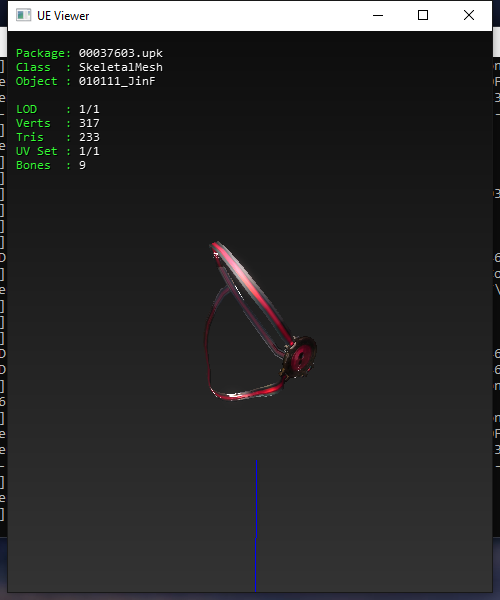 UE Viewer
Package: 00037603.upk
Class : SkeletalMesh
Object : 010111_JinF
LOD : 1/1
Verts : 317
Tris : 233
UV Set : 1/1
Bones : 9